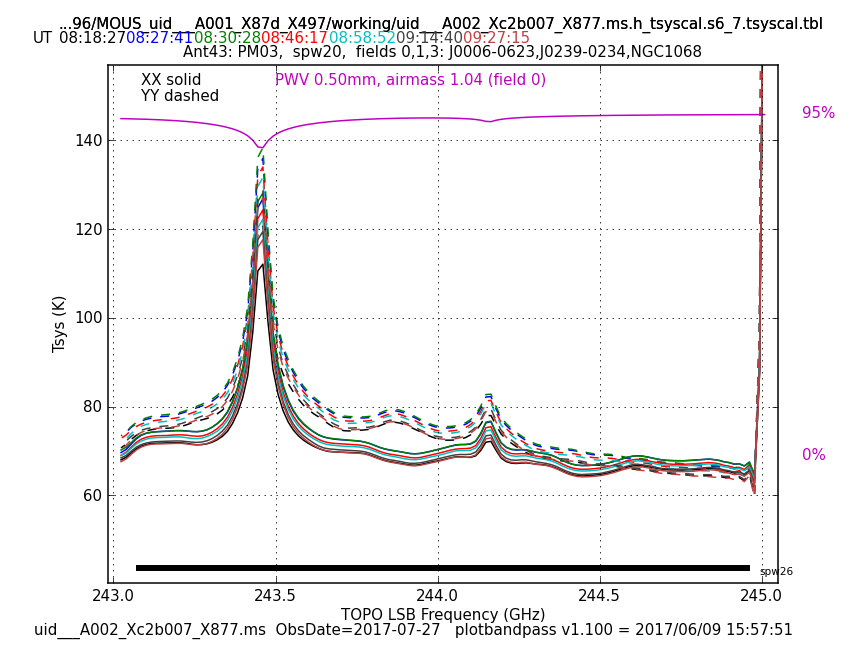 ...96/MOUS_uid___A001_X87d_X497/working/uid___A002_Xc2b007_X877.ms.h_tsyscal.s6_7.tsyscal.tbl
UT 08:18:27 08:27:41 08:30:28 08:46:17 08:58:52 09:14:40 09:27:15
Ant43: PM03, spw20, fields 0,1,3: J0006-0623,J0239-0234,NGC1068
XX solid
PWV 0.50mm, airmass 1.04 (field 0)
YY dashed
95%
140
120
Tsys (K)
100
80
0%
60
spw26
243.0 243.5 244.0 244.5 245.0
TOPO LSB Frequency (GHz)
uid___A002_Xc2b007_X877.ms ObsDate=2017-07-27 plotbandpass v1.100 = 2017/06/09 15:57:51